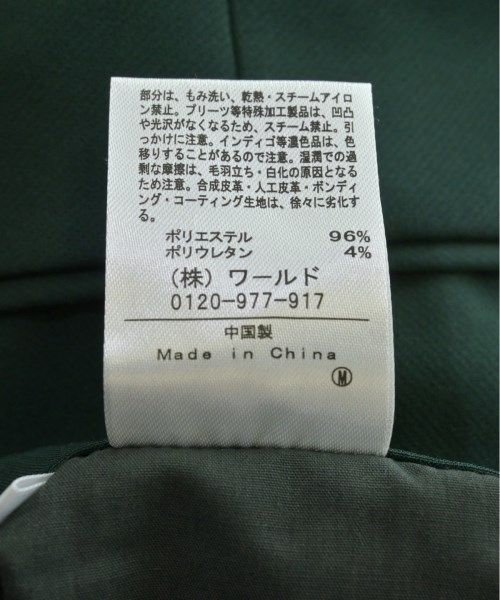 部分は、もみ洗い、乾熱・スチームアイロ
ン禁止。プリーツ等特殊加工製品は、凹凸
や光沢がなくなるため、スチーム禁止。引
っかけに注意。インディゴ等濃色品は、色
移りすることがあるので注意。湿潤での過
剰な摩擦は、毛羽立ち・白化の原因となる
ため注意。合成皮革・人工皮革・ボンディ
ング・コーティング生地は、徐々に劣化す
る。
ポリエステル 96%
ポリウレタン 4%
(株) ワールド
0120-977-917
中国製
Made in China
Ⓜ